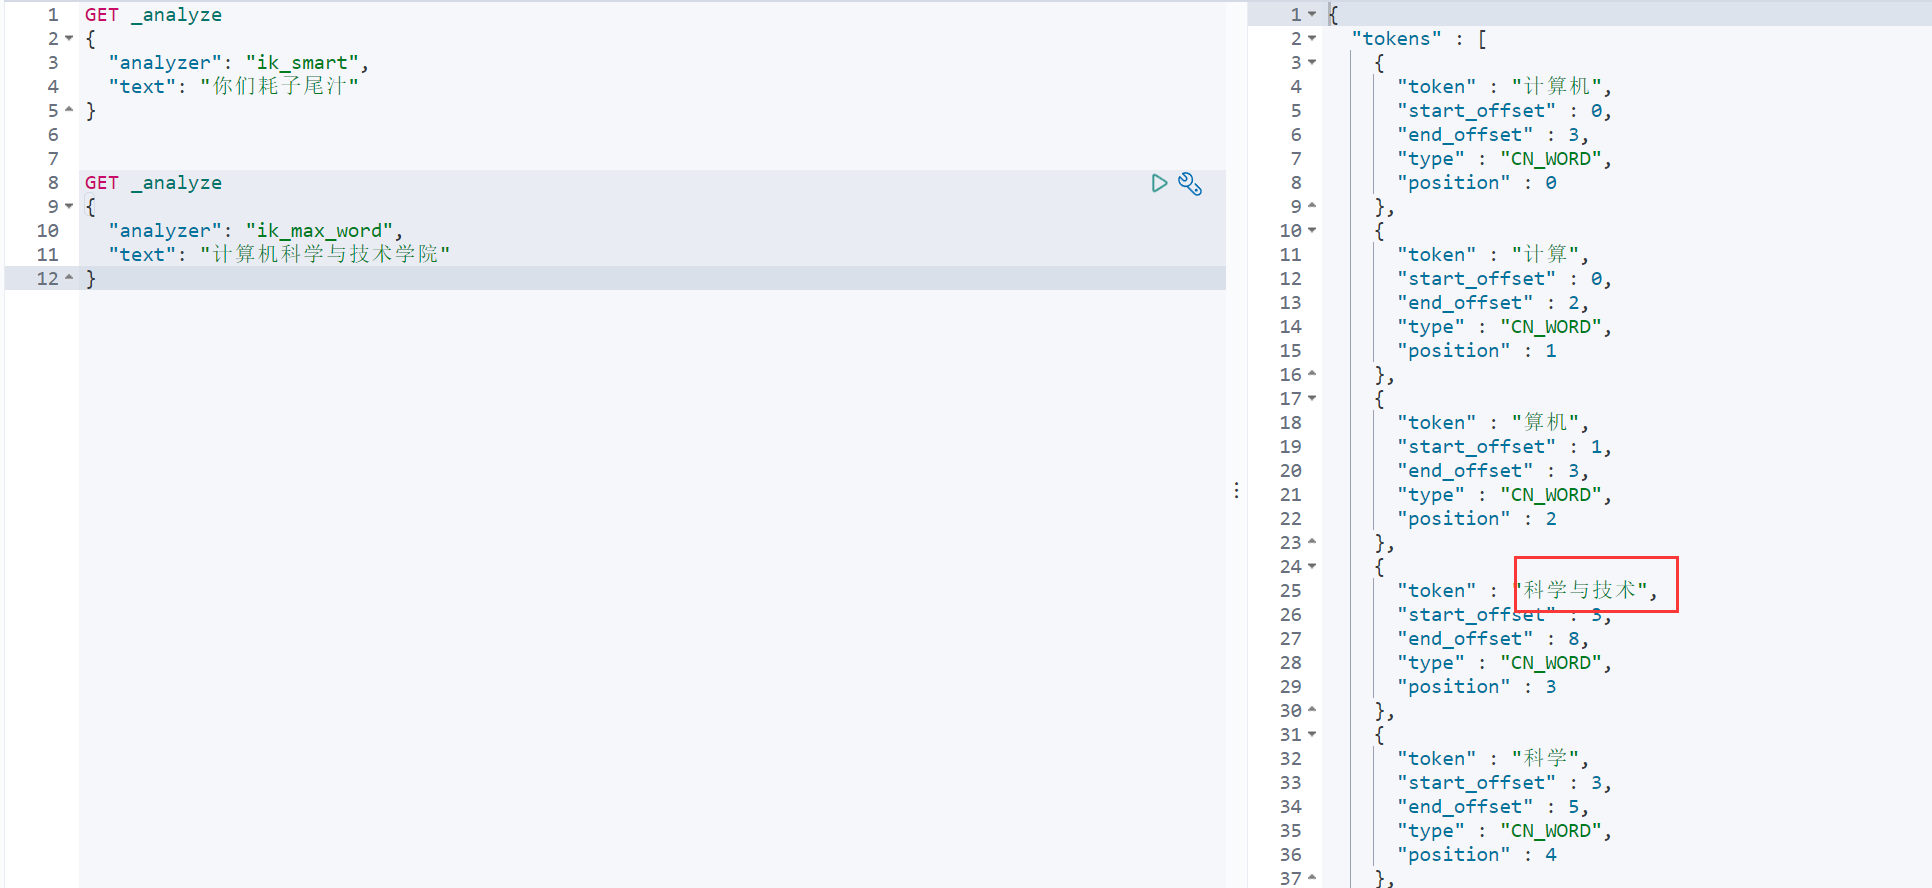 1 GET _analyze
2 {
3 "analyzer": "ik_smart",
4 "text": "你们耗子尾汁"
5 }
6
7
8 GET _analyze
9 {
10 "analyzer": "ik_max_word",
11 "text": "计算机科学与技术学院"
12 }
1 {
2 "tokens" : [
3 {
4 "token" : "计算机",
5 "start_offset" : 0,
6 "end_offset" : 3,
7 "type" : "CN_WORD",
8 "position" : 0
9 },
10 {
11 "token" : "计算",
12 "start_offset" : 0,
13 "end_offset" : 2,
14 "type" : "CN_WORD",
15 "position" : 1
16 },
17 {
18 "token" : "算机",
19 "start_offset" : 1,
20 "end_offset" : 3,
21 "type" : "CN_WORD",
22 "position" : 2
23 },
24 {
25 "token" : "科学与技术",
26 "start_offset" : 3,
27 "end_offset" : 8,
28 "type" : "CN_WORD",
29 "position" : 3
30 },
31 {
32 "token" : "科学",
33 "start_offset" : 3,
34 "end_offset" : 5,
35 "type" : "CN_WORD",
36 "position" : 4
37 },